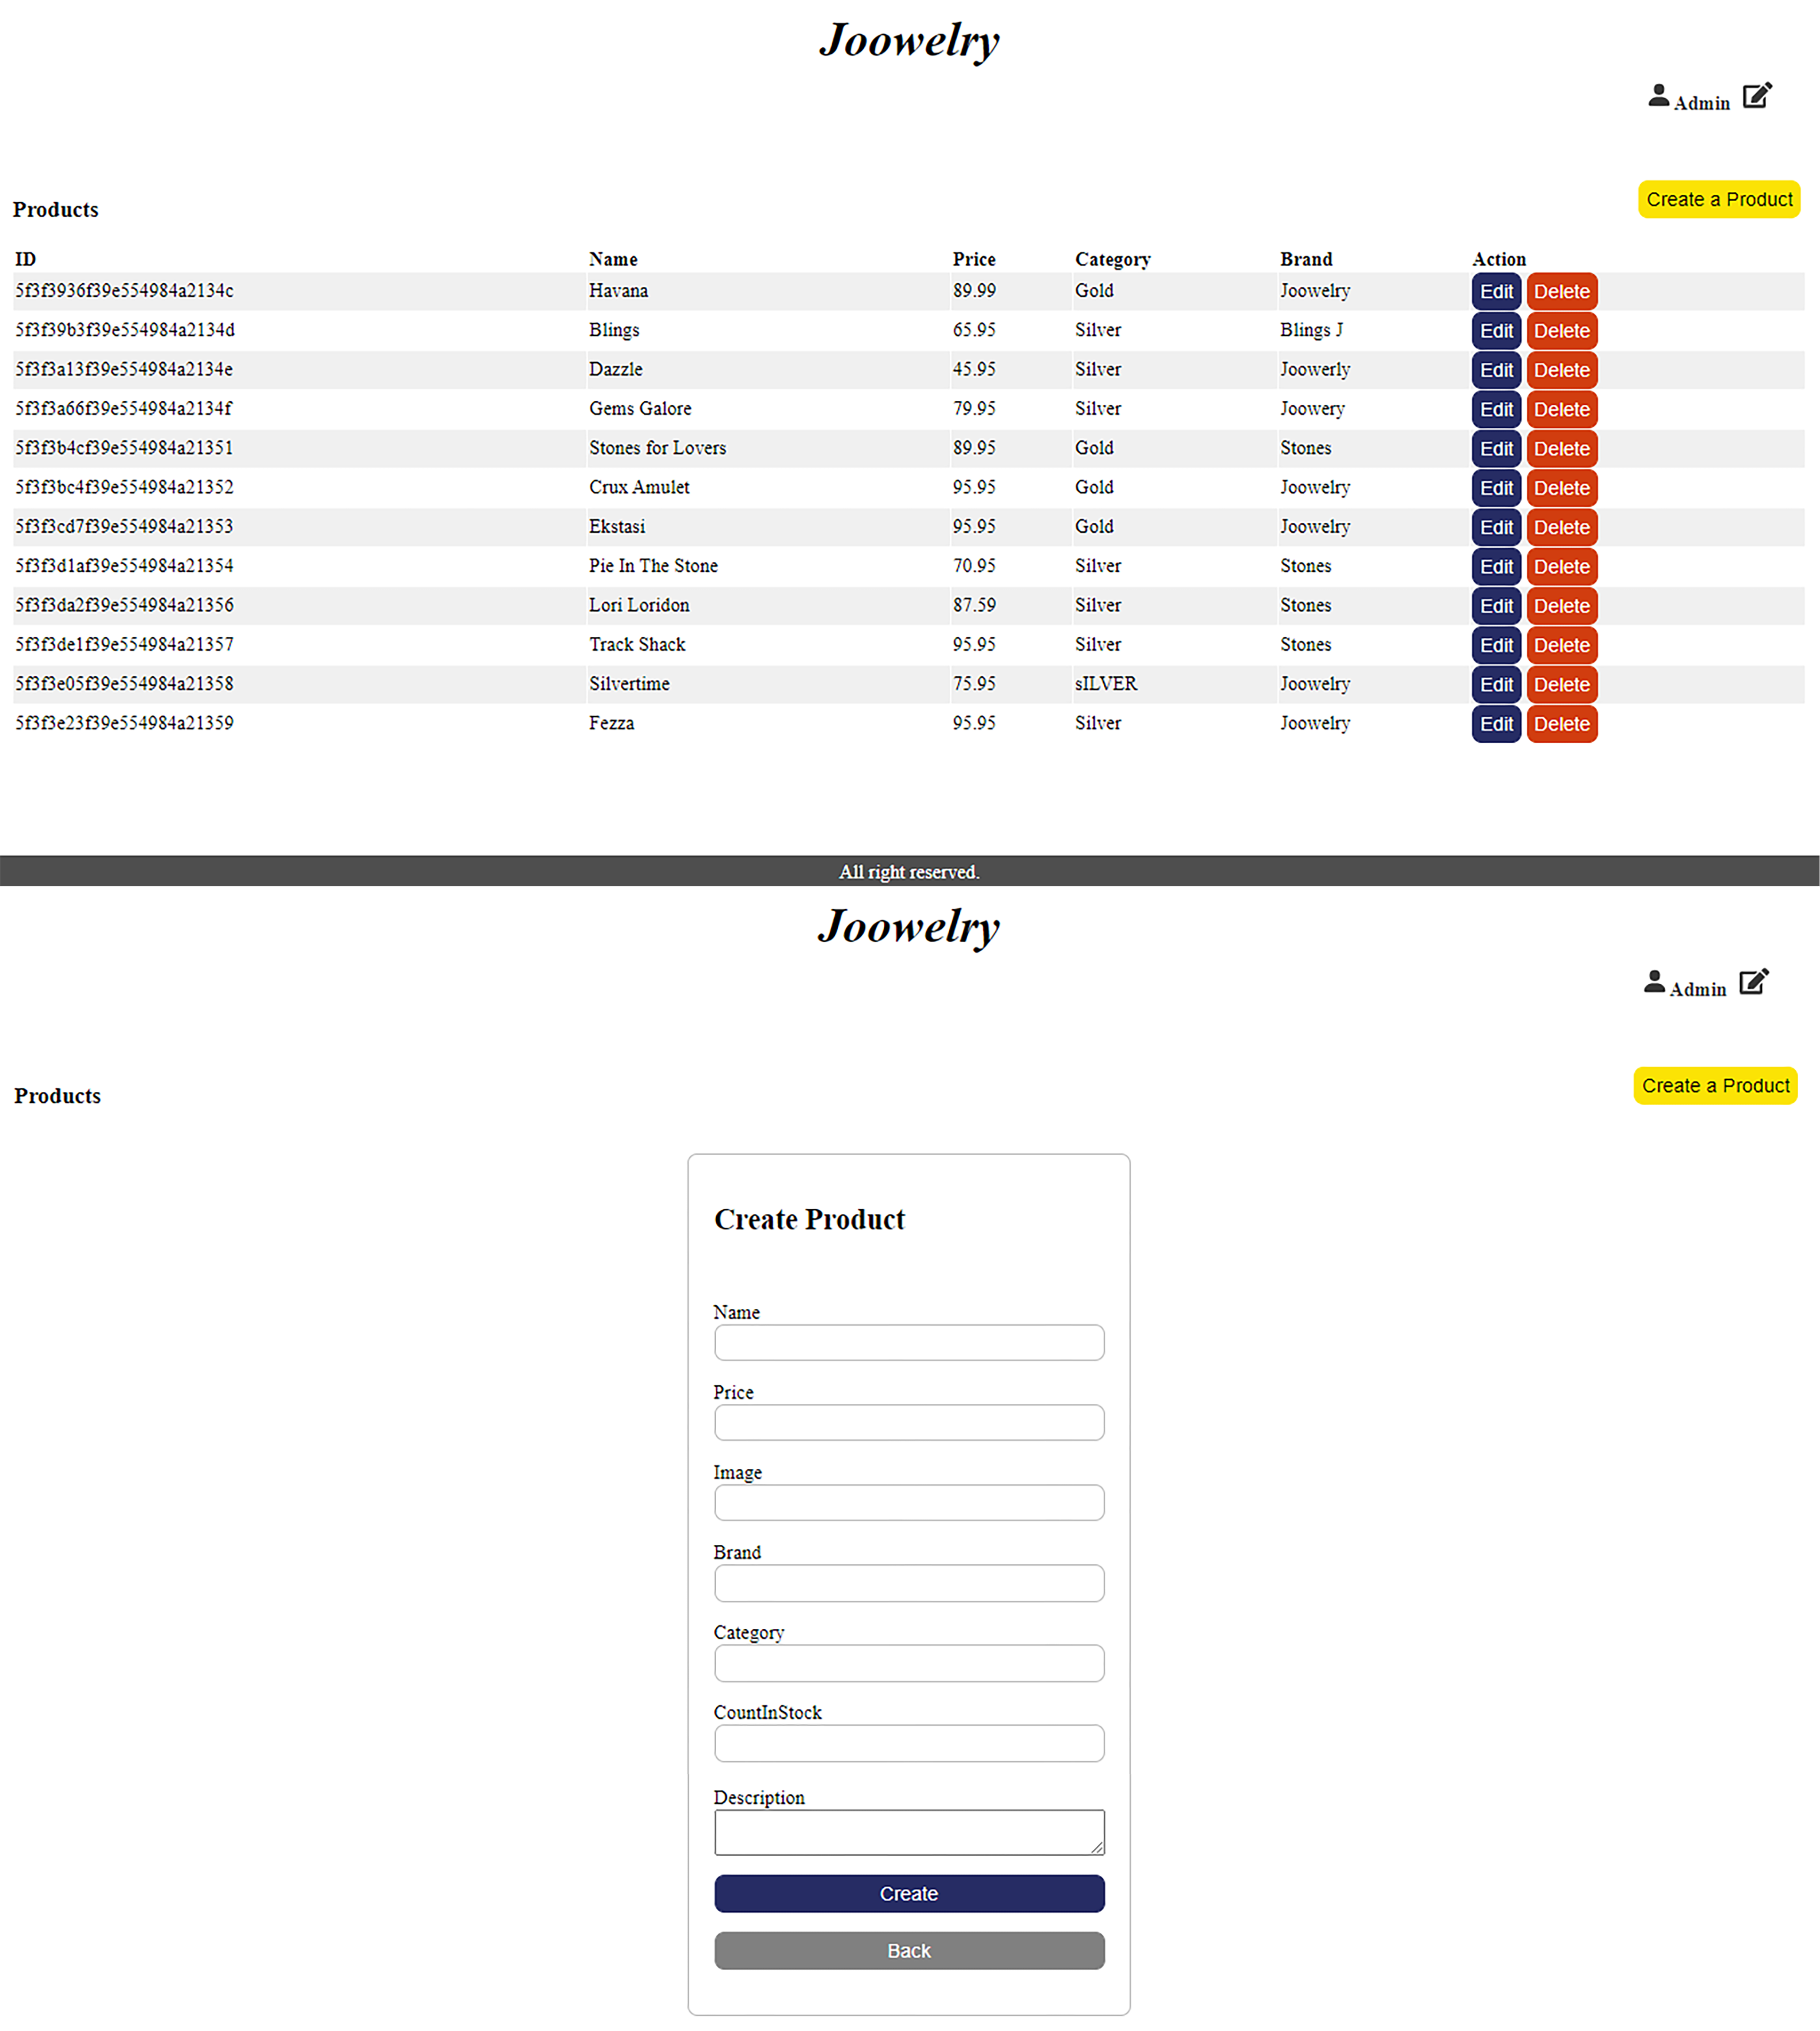 Joowelry
Admin
Products
Create a Product
ID Name Price Category Brand Action
5f3f3936f39e554984a2134c Havana 89.99 Gold Joowelry Edit Delete
5f3f39b3f39e554984a2134d Blings 65.95 Silver Blings J Edit Delete
5f3f3a13f39e554984a2134e Dazzle 45.95 Silver Joowerly Edit Delete
5f3f3a66f39e554984a2134f Gems Galore 79.95 Silver Joowery Edit Delete
5f3f3b4cf39e554984a21351 Stones for Lovers 89.95 Gold Stones Edit Delete
5f3f3bc4f39e554984a21352 Crux Amulet 95.95 Gold Joowelry Edit Delete
5f3f3cd7f39e554984a21353 Ekstasi 95.95 Gold Joowelry Edit Delete
5f3f3d1af39e554984a21354 Pie In The Stone 70.95 Silver Stones Edit Delete
5f3f3da2f39e554984a21356 Lori Loridon 87.59 Silver Stones Edit Delete
5f3f3de1f39e554984a21357 Track Shack 95.95 Silver Stones Edit Delete
5f3f3e05f39e554984a21358 Silvertime 75.95 sILVER Joowelry Edit Delete
5f3f3e23f39e554984a21359 Fezza 95.95 Silver Joowelry Edit Delete
All right reserved.
Joowelry
Admin
Products
Create a Product
Create Product
Name
Price
Image
Brand
Category
CountInStock
Description
Create
Back